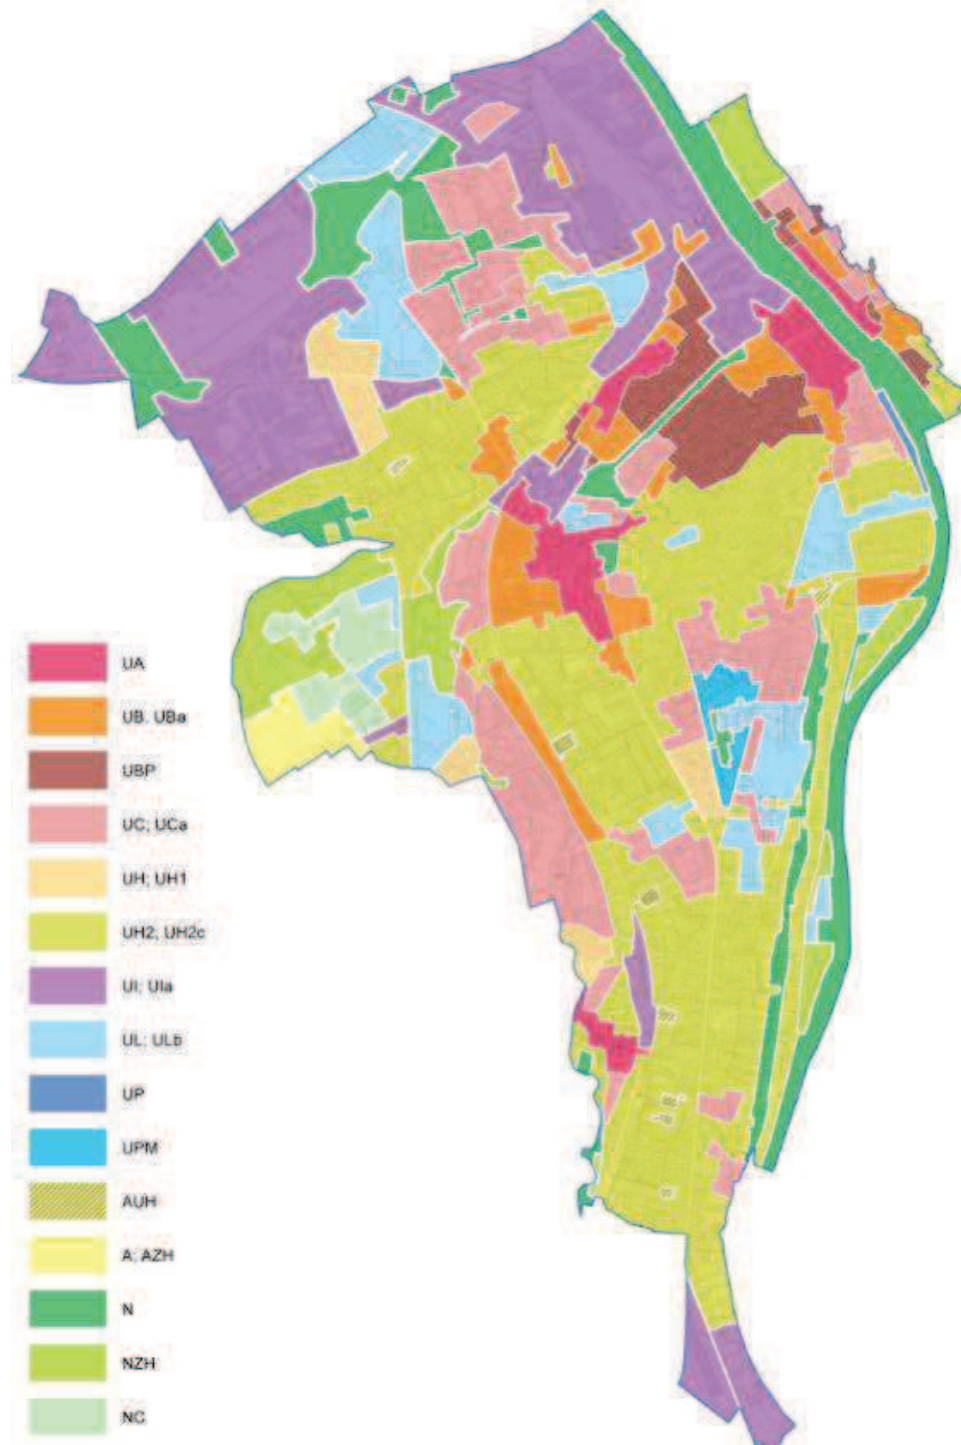 UA
UB. UBa
UBP
UC; UCa
UH; UH1
UH2; UH2c
UI; UIa
UL; ULb
UP
UPM
AUH
A; AZH
N
NZH
NC